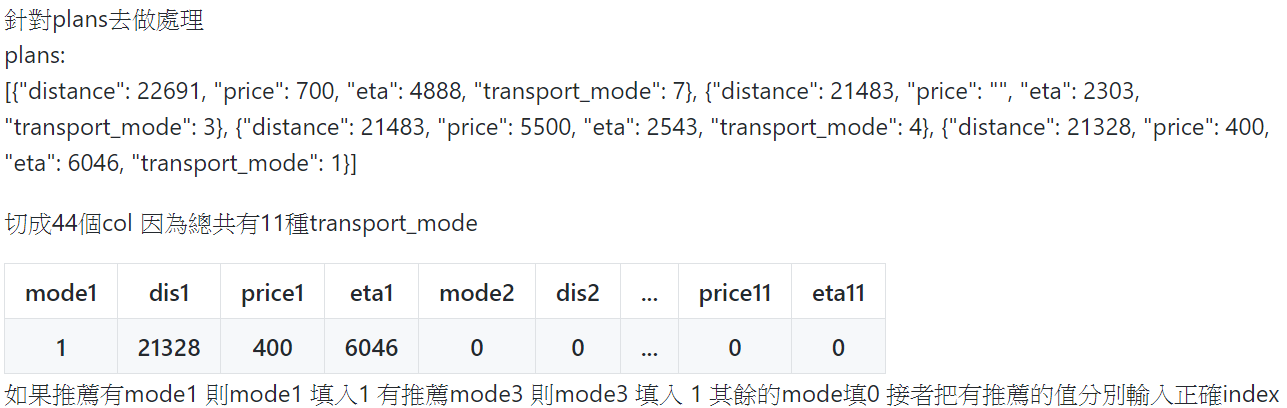 針對plans去做處理
plans:
[{"distance": 22691, "price": 700, "eta": 4888, "transport_mode": 7}, {"distance": 21483, "price": "", "eta": 2303,
"transport_mode": 3}, {"distance": 21483, "price": 5500, "eta": 2543, "transport_mode": 4}, {"distance": 21328, "price": 400,
"eta": 6046, "transport_mode": 1}]
切成44個col 因為總共有11種transport_mode
mode1 dis1 price1 eta1 mode2 dis2 ... price11 eta11
1 21328 400 6046 0 0 ... 0 0
如果推薦有mode1 則mode1 填入1 有推薦mode3 則mode3 填入 1 其餘的mode填0 接者把有推薦的值分別輸入正確index